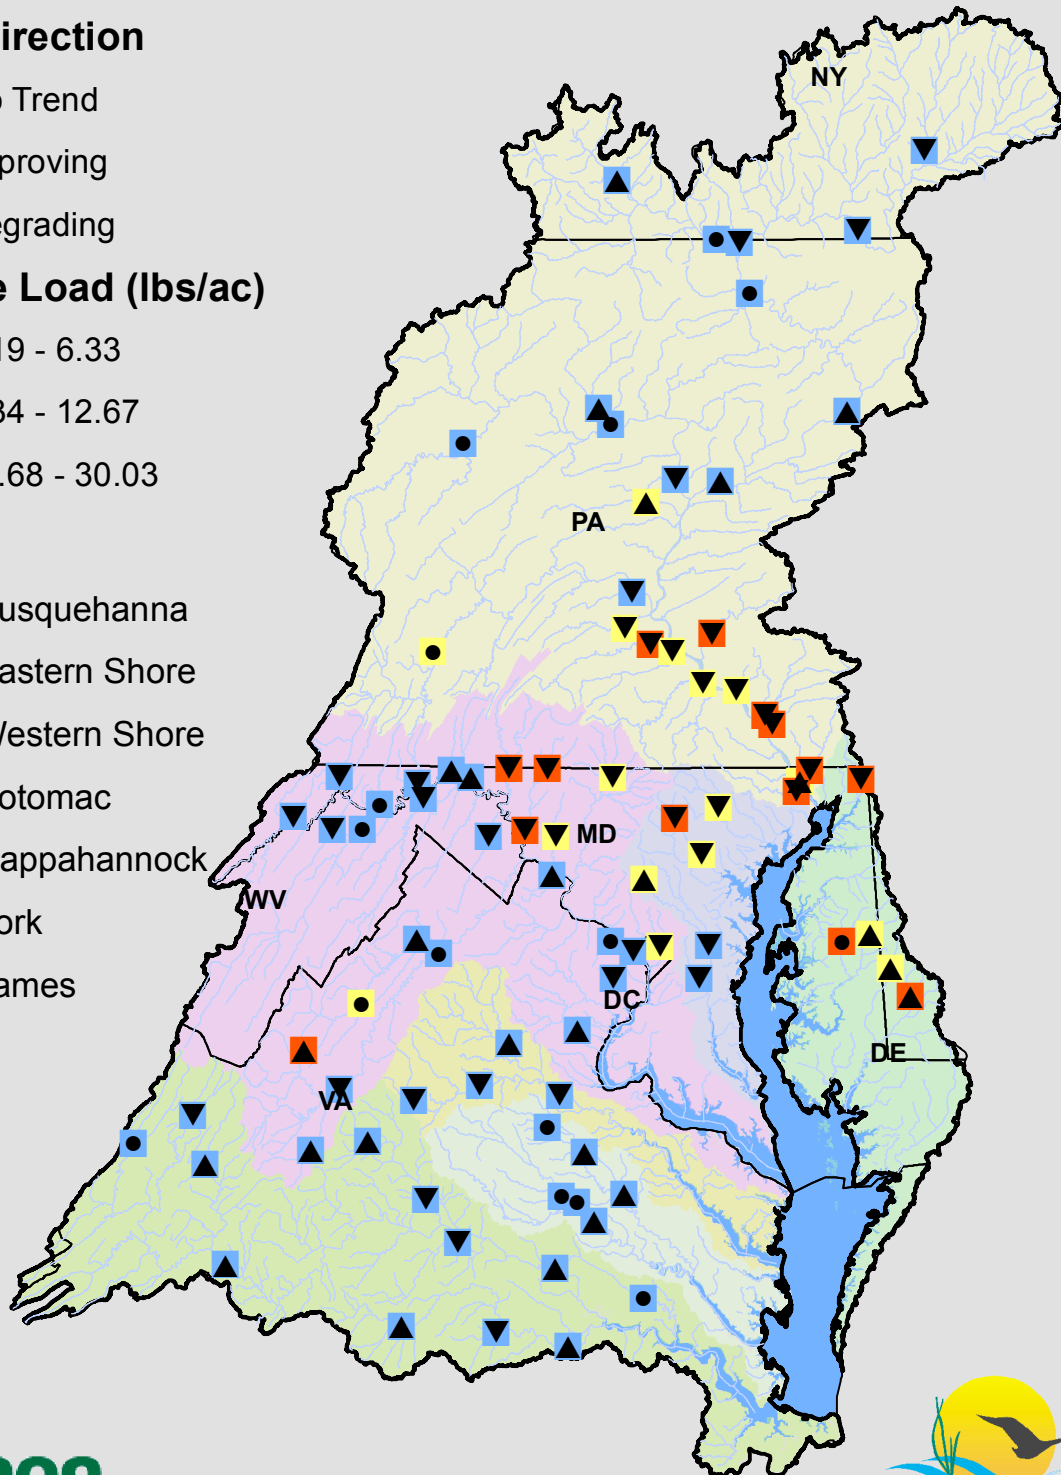 irection
Trend
proving
egrading
Load (lbs/ac)
19 - 6.33
34 - 12.67
.68 - 30.03
usquehanna
astern Shore
Western Shore
otomac
appahannock
ork
ames
NY
PA
MD
WV
DC
DE
VA